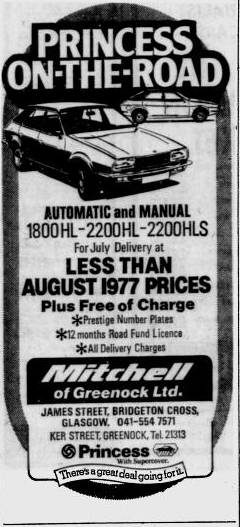 PRINCESS
ON-THE-ROAD
AUTOMATIC and MANUAL
1800HL-2200HL-2200HLS
For July Delivery at
LESS THAN
AUGUST 1977 PRICES
Plus Free of Charge
*Prestige Number Plates
*12 months Road Fund Licence
*All Delivery Charges
Mitchell
of Greenock Ltd.
JAMES STREET, BRIDGETON CROSS,
GLASGOW. 041-554 7571
KER STREET, GREENOCK, Tel. 21313
Princess
With Supercover.
There's a great deal going for it.